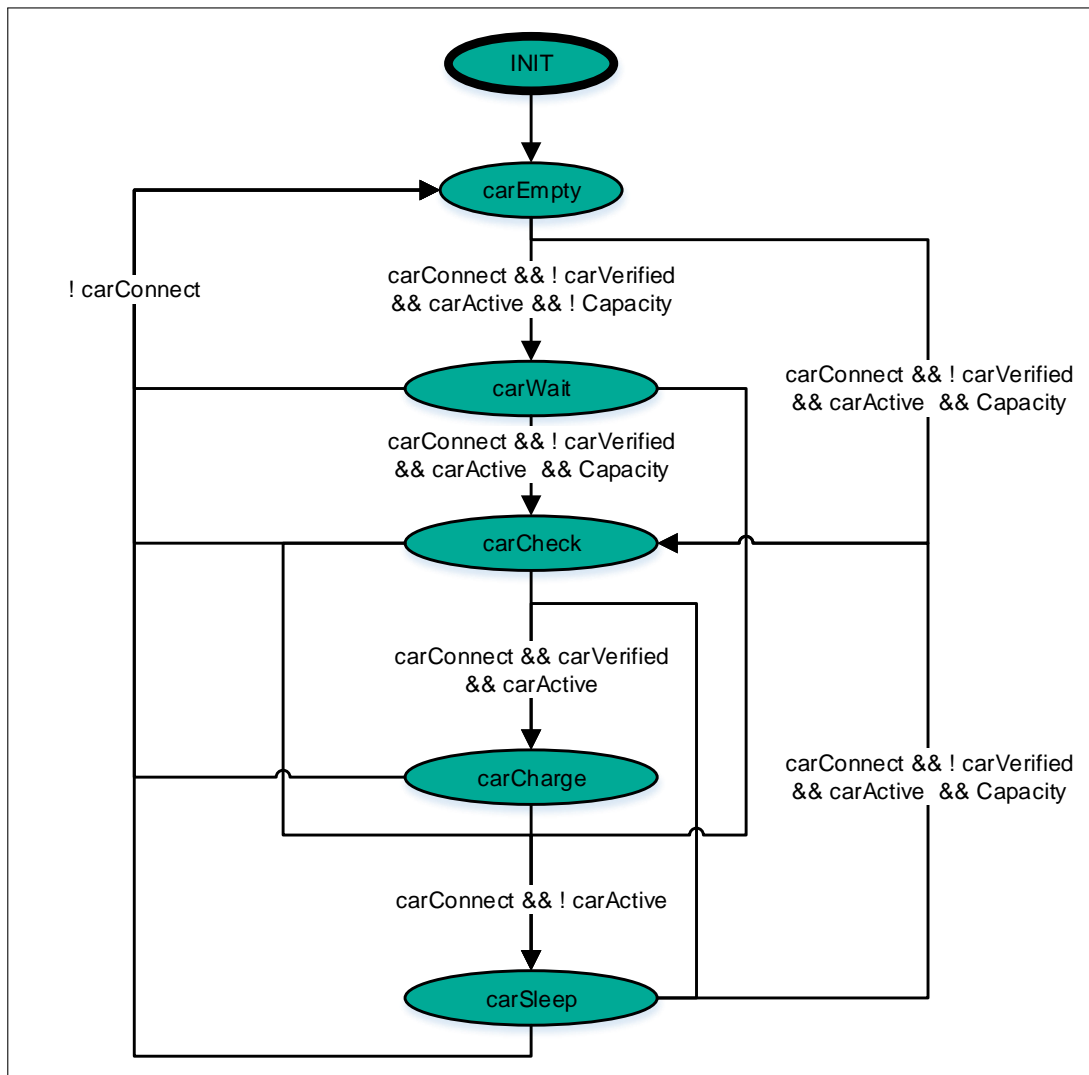 INIT
carEmpty
! carConnect
carConnect && ! carVerified
&& carActive && ! Capacity
carWait
carConnect && ! carVerified
&& carActive && Capacity
carConnect && ! carVerified
&& carActive && Capacity
carCheck
carConnect && carVerified
&& carActive
carCharge
carConnect && ! carVerified
&& carActive && Capacity
carConnect && ! carActive
carSleep